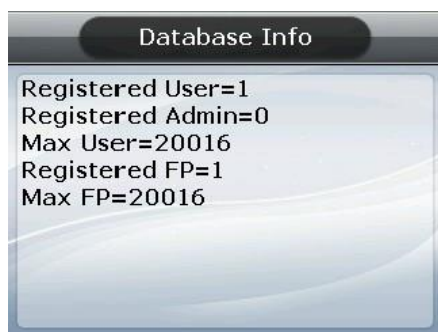 Database Info
Registered User=1
Registered Admin=0
Max User=20016
Registered FP=1
Max FP=20016